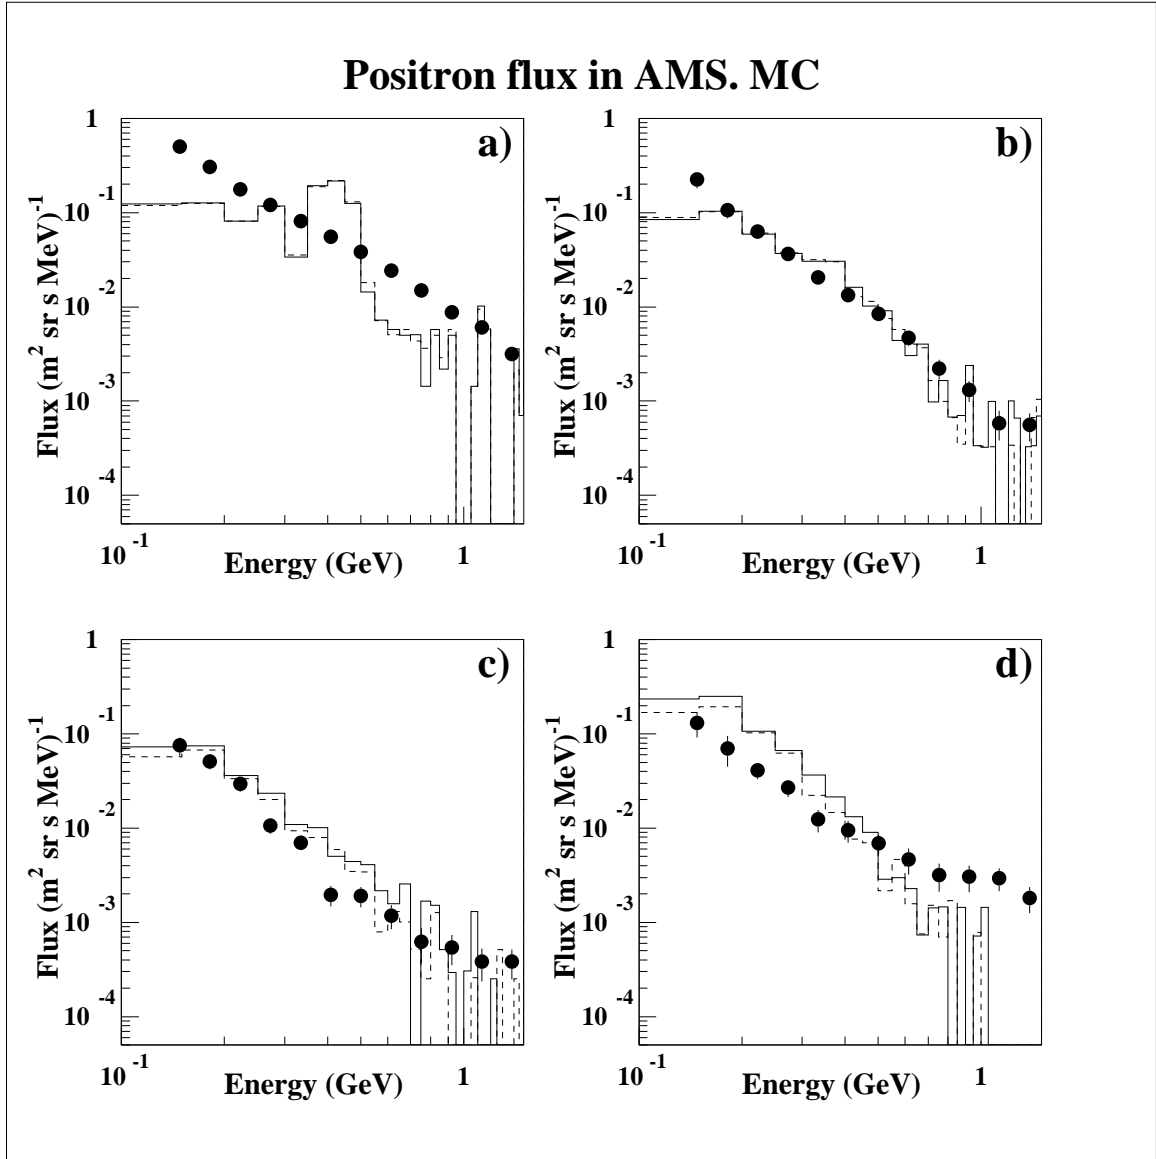 Positron flux in AMS. MC
a)
Flux (m² sr s MeV)⁻¹
1
10⁻¹
10⁻²
10⁻³
10⁻⁴
10⁻¹
1
Energy (GeV)
b)
Flux (m² sr s MeV)⁻¹
1
10⁻¹
10⁻²
10⁻³
10⁻⁴
10⁻¹
1
Energy (GeV)
c)
Flux (m² sr s MeV)⁻¹
1
10⁻¹
10⁻²
10⁻³
10⁻⁴
10⁻¹
1
Energy (GeV)
d)
Flux (m² sr s MeV)⁻¹
1
10⁻¹
10⁻²
10⁻³
10⁻⁴
10⁻¹
1
Energy (GeV)